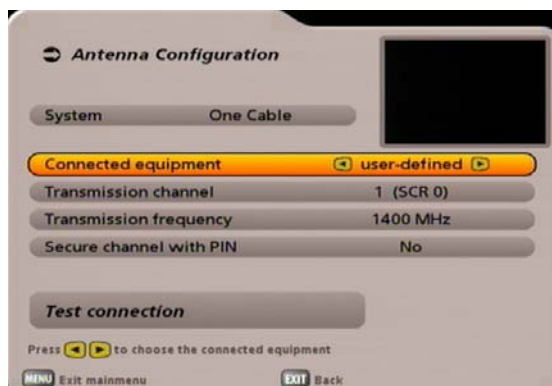 Antenna Configuration
System One Cable
Connected equipment user-defined
Transmission channel 1 (SCR 0)
Transmission frequency 1400 MHz
Secure channel with PIN No
Test connection
Press to choose the connected equipment
MENU Exit mainmenu EXIT Back